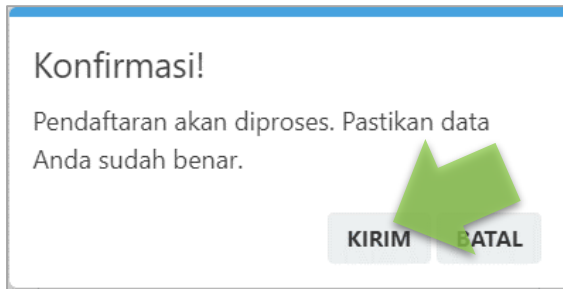 Konfirmasi!
Pendaftaran akan diproses. Pastikan data
Anda sudah benar.
KIRIM BATAL